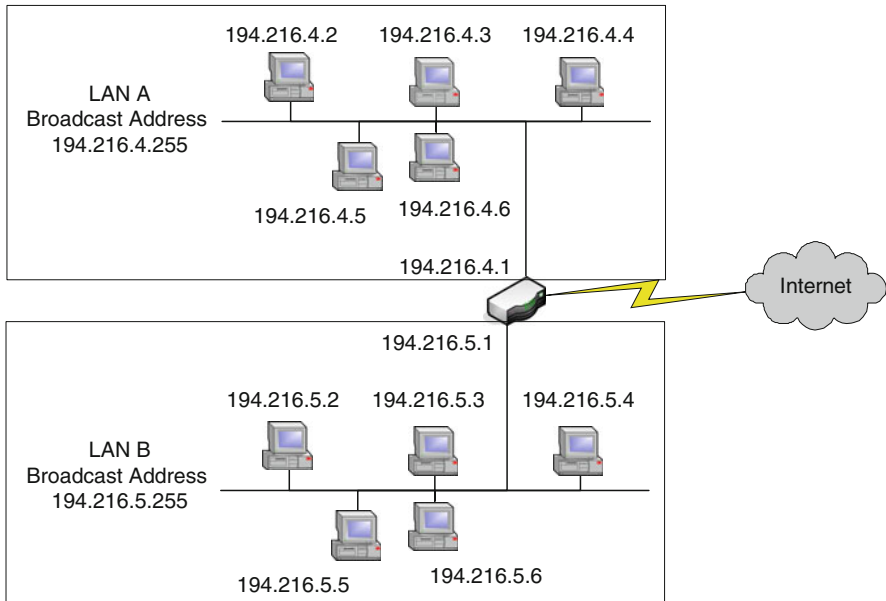 194.216.4.2
194.216.4.3
194.216.4.4
LAN A
Broadcast Address
194.216.4.255
194.216.4.5
194.216.4.6
194.216.4.1
Internet
194.216.5.1
194.216.5.2
194.216.5.3
194.216.5.4
LAN B
Broadcast Address
194.216.5.255
194.216.5.5
194.216.5.6